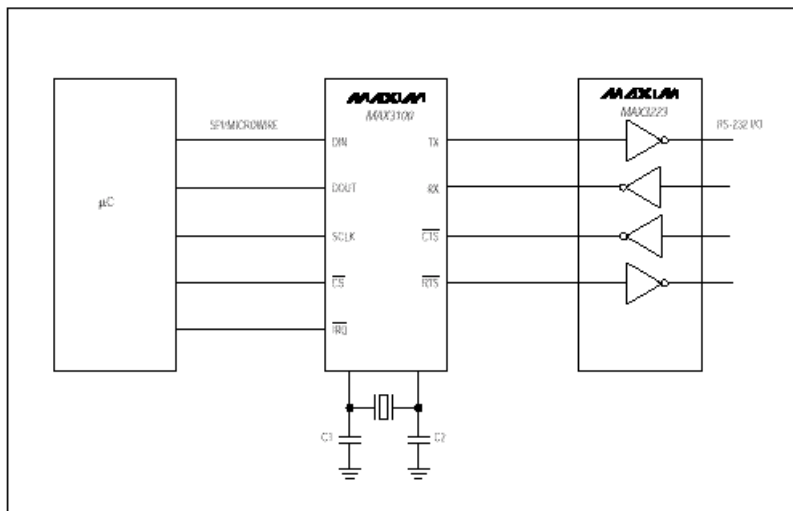 MAXIM
MAX3100
MAXIM
MAX3223
SPI/MICROWIRE
RS-232 I/O
µC
DIN
TX
DOUT
RX
SCLK
CTS
CS
RTS
IRQ
C1
C2